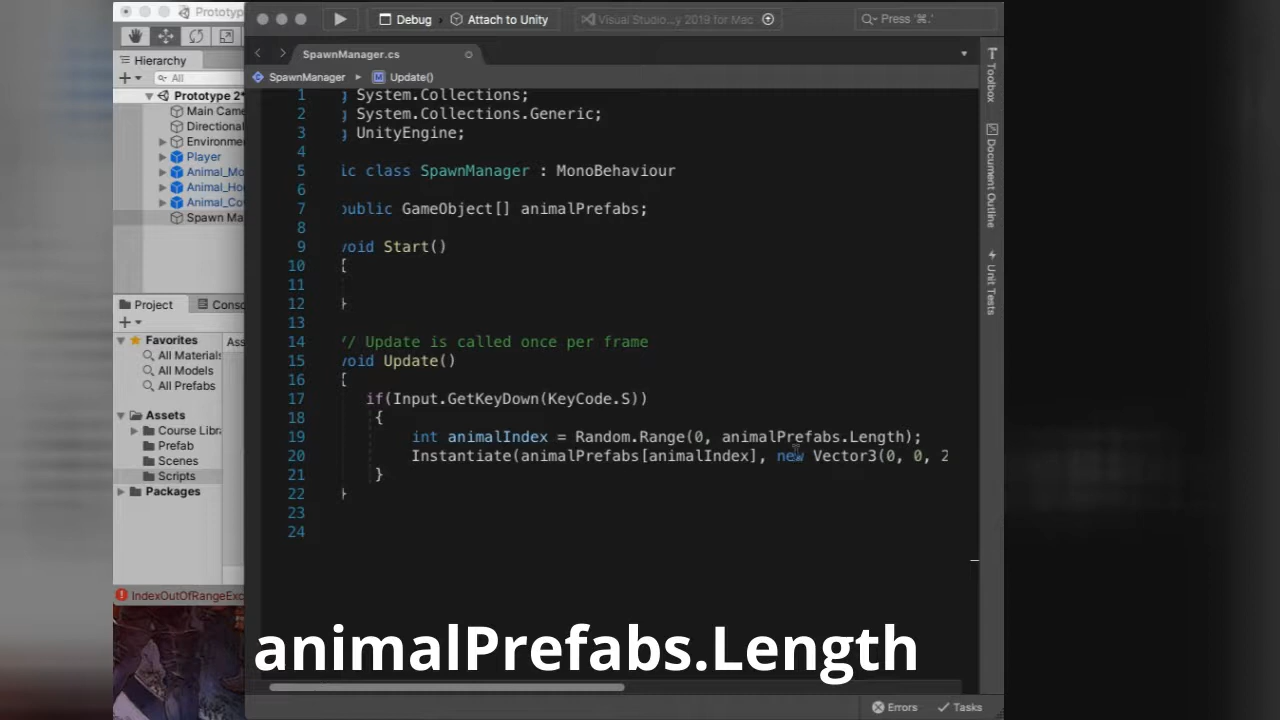 Prototype
Debug
Attach to Unity
Visual Studio...y 2019 for Mac
Press '⌘.'
SpawnManager.cs
SpawnManager
Update()
Hierarchy
All
Prototype 2*
Main Came
Directional
Environme
Player
Animal_Mo
Animal_Ho
Animal_Co
Spawn Ma
Project
Conso
Favorites
All Materials
All Models
All Prefabs
Ass
Assets
Course Libra
Prefab
Scenes
Scripts
Packages
IndexOutOfRangeExc
1 g System.Collections;
2 g System.Collections.Generic;
3 g UnityEngine;
4
5 ic class SpawnManager : MonoBehaviour
6
7 public GameObject[] animalPrefabs;
8
9 void Start()
10 {
11
12 }
13
14 // Update is called once per frame
15 void Update()
16 {
17 if(Input.GetKeyDown(KeyCode.S))
18 {
19 int animalIndex = Random.Range(0, animalPrefabs.Length);
20 Instantiate(animalPrefabs[animalIndex], new Vector3(0, 0, 2
21 }
22 }
23
24
Toolbox
Document Outline
Unit Tests
animalPrefabs.Length
Errors
Tasks